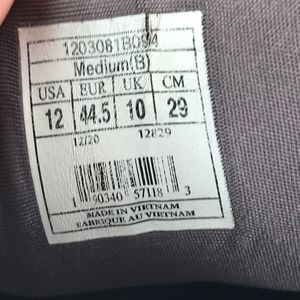 1203081B094
Medium(B)
USA EUR UK CM
12 44.5 10 29
12/20 12829
1 90340 57118 3
MADE IN VIETNAM
FABRIQUE AU VIETNAM